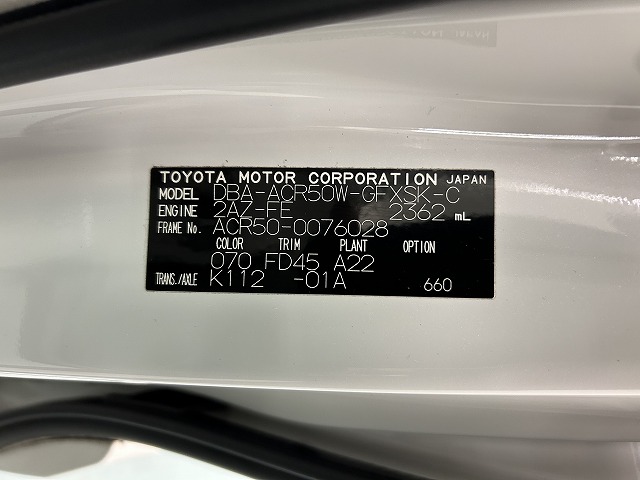 TOYOTA MOTOR CORPORATION JAPAN
MODEL DBA-ACR50W-GFXSK-C
ENGINE 2AZ-FE 2362 mL
FRAME No. ACR50-0076028
COLOR TRIM PLANT OPTION
070 FD45 A22
TRANS./AXLE K112 -01A 660